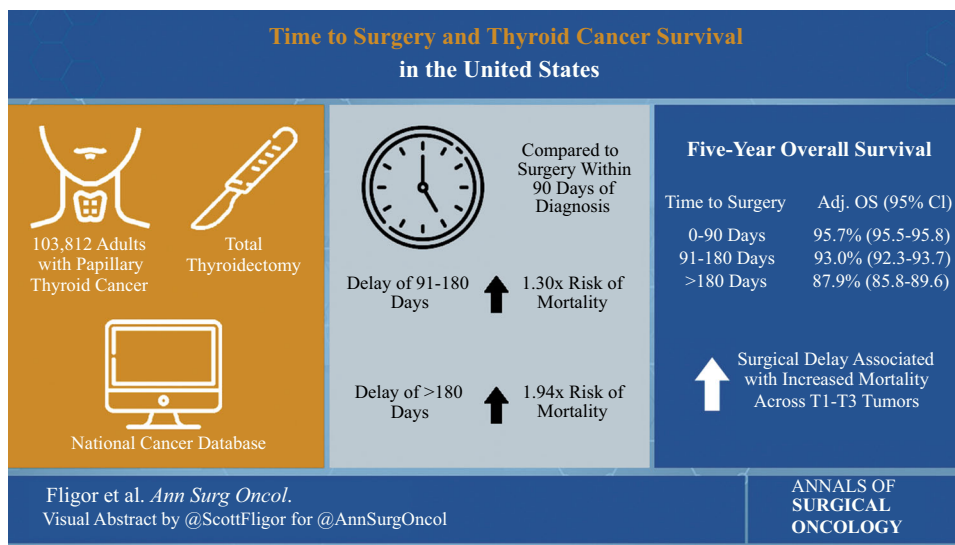 Time to Surgery and Thyroid Cancer Survival
in the United States
103,812 Adults
with Papillary
Thyroid Cancer
Total
Thyroidectomy
National Cancer Database
Compared to
Surgery Within
90 Days of
Diagnosis
Delay of 91-180
Days
1.30x Risk of
Mortality
Delay of >180
Days
1.94x Risk of
Mortality
Five-Year Overall Survival
Time to Surgery Adj. OS (95% Cl)
0-90 Days 95.7% (95.5-95.8)
91-180 Days 93.0% (92.3-93.7)
>180 Days 87.9% (85.8-89.6)
Surgical Delay Associated
with Increased Mortality
Across T1-T3 Tumors
Fligor et al. Ann Surg Oncol.
Visual Abstract by @ScottFligor for @AnnSurgOncol
ANNALS OF
SURGICAL
ONCOLOGY